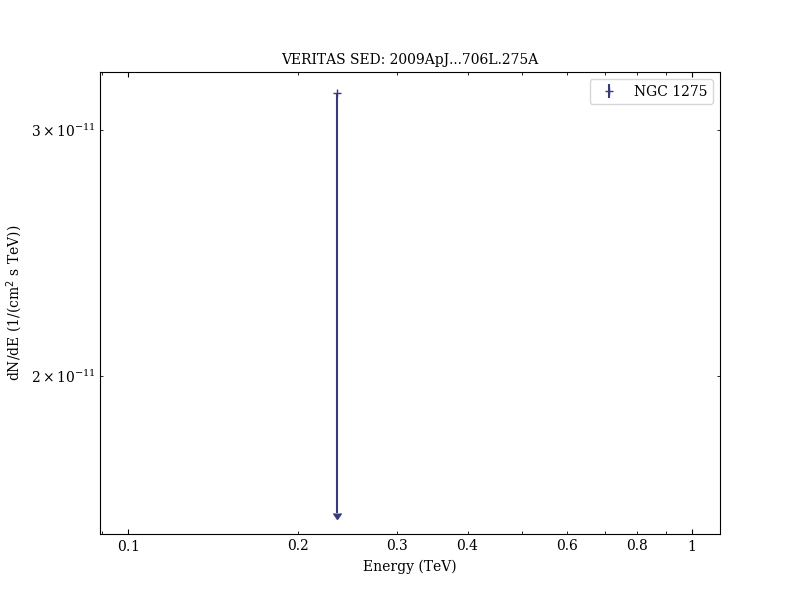 VERITAS SED: 2009ApJ...706L.275A
NGC 1275
3×10⁻¹¹
2×10⁻¹¹
dN/dE (1/(cm² s TeV))
0.1 0.2 0.3 0.4 0.6 0.8 1
Energy (TeV)